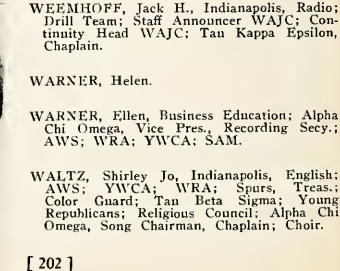 WEEMHOFF, Jack H., Indianapolis, Radio;
Drill Team; Staff Announcer WAJC; Con-
tinuity Head WAJC; Tau Kappa Epsilon,
Chaplain.
WARNER, Helen.
WARNER, Ellen, Business Education; Alpha
Chi Omega, Vice Pres., Recording Secy.;
AWS; WRA; YWCA; SAM.
WALTZ, Shirley Jo, Indianapolis, English;
AWS; YWCA; WRA; Spurs, Treas.;
Color Guard; Tau Beta Sigma; Young
Republicans; Religious Council; Alpha Chi
Omega, Song Chairman, Chaplain; Choir.
[ 202 ]